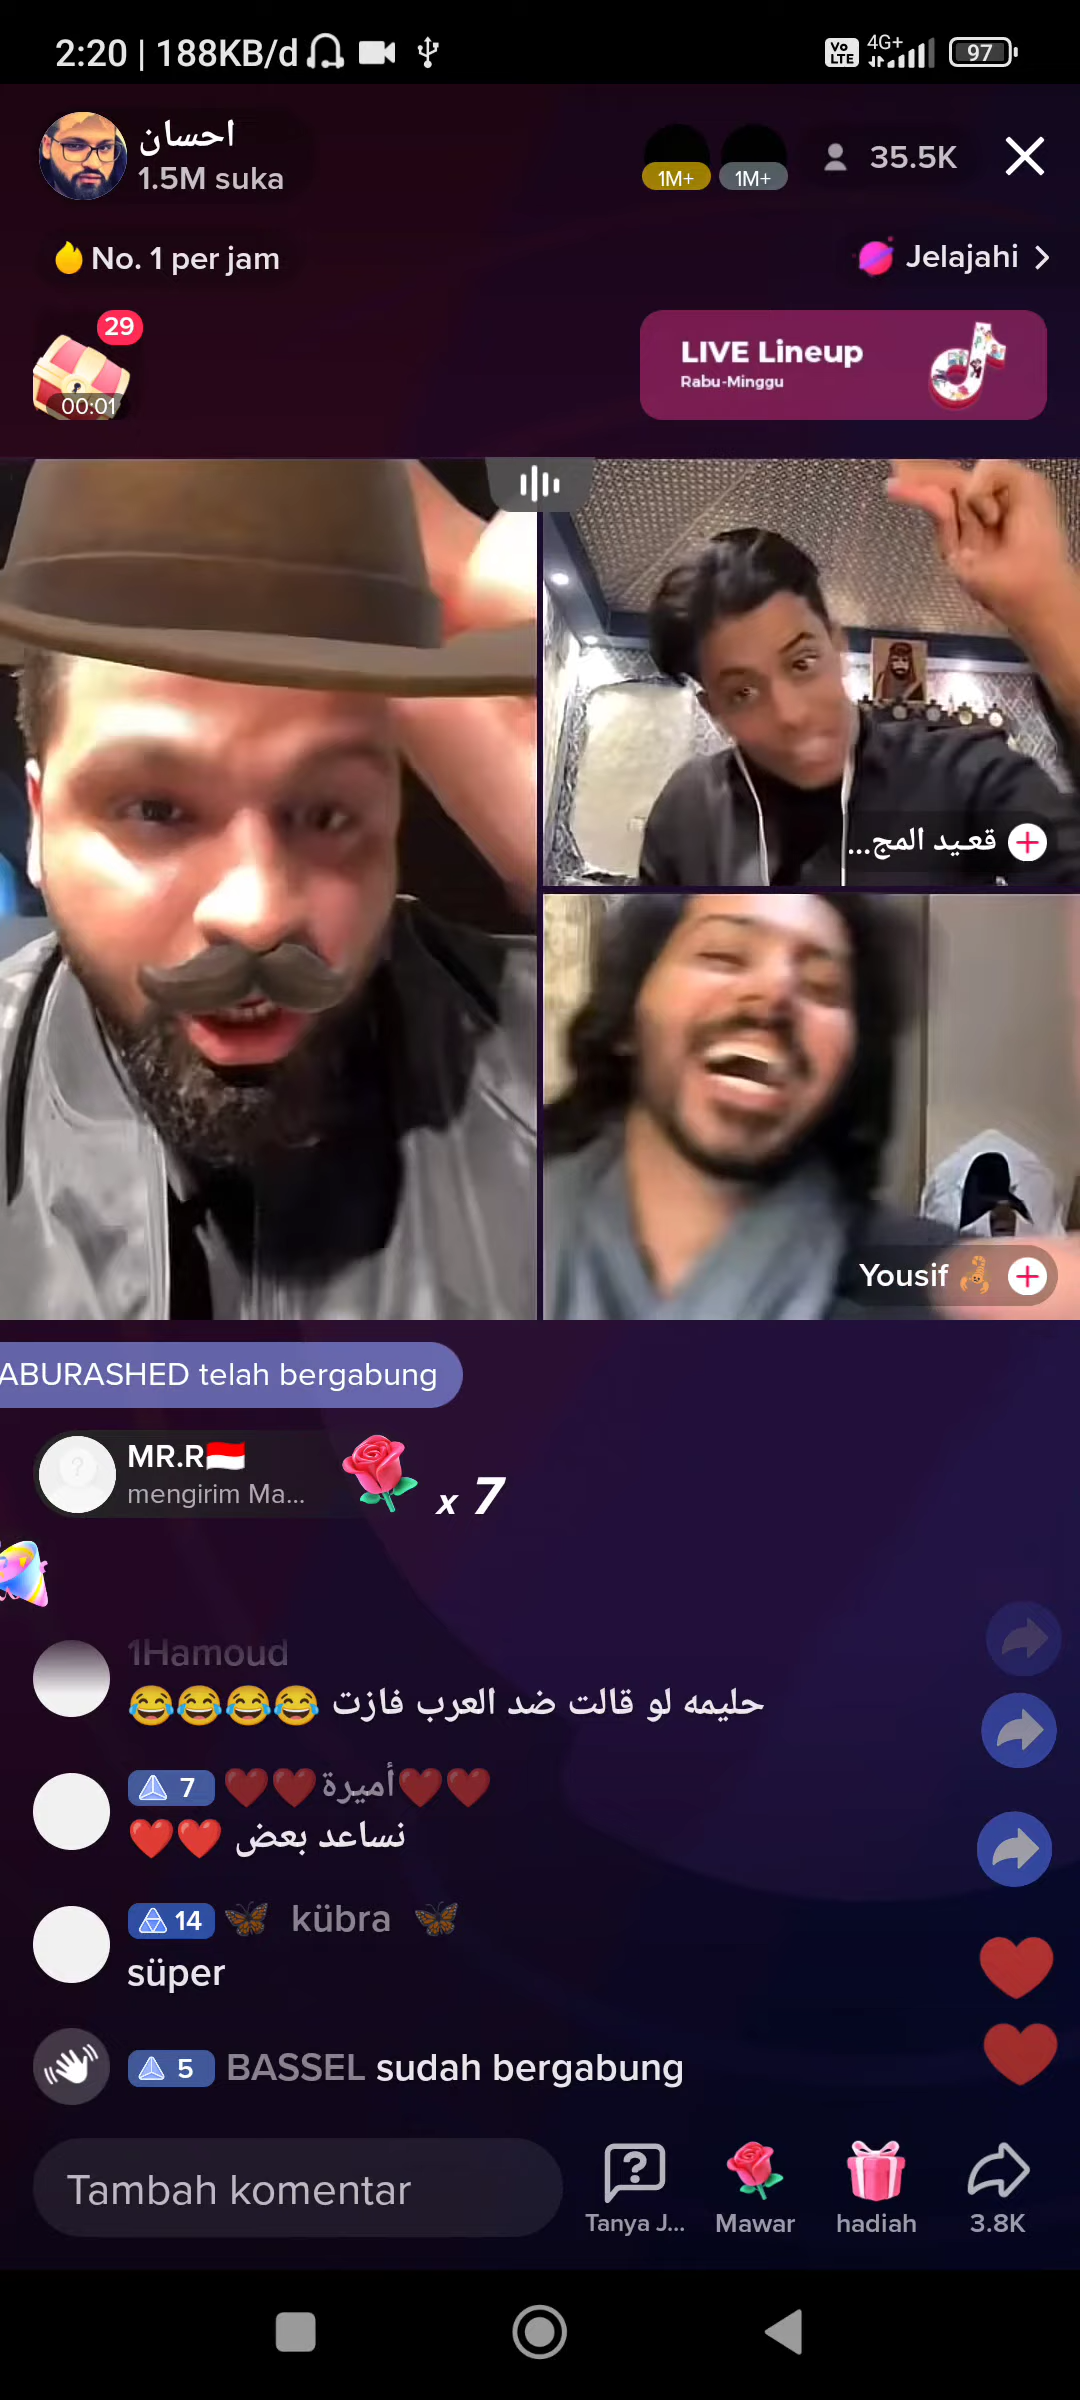 2:20 | 188KB/d
Vo LTE 4G+ 97
احسان
1.5M suka
1M+ 1M+ 35.5K
No. 1 per jam
Jelajahi
29
00:01
LIVE Lineup
Rabu-Minggu
قعيد المج...
Yousif
ABURASHED telah bergabung
MR.R🇮🇩
mengirim Ma...
x 7
1Hamoud
حليمه لو قالت ضد العرب فازت 😂😂😂😂
7 ❤️❤️أميرة❤️❤️
نساعد بعض ❤️❤️
14 🦋 kübra 🦋
süper
5 BASSEL sudah bergabung
Tambah komentar
Tanya J... Mawar hadiah 3.8K